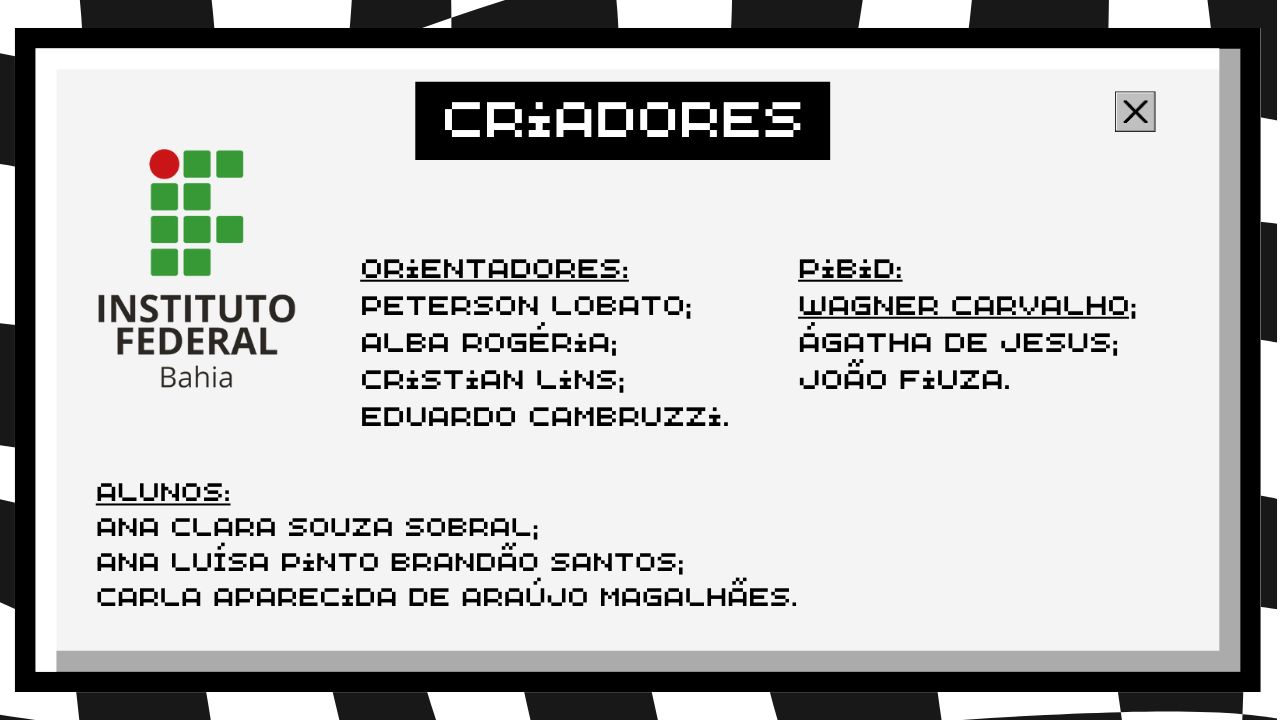 CRiADORES
INSTITUTO
FEDERAL
Bahia
ORiENTADORES:
PETERSON LOBATO;
ALBA ROGÉRiA;
CRiSTiAN LiNS;
EDUARDO CAMBRUZZi.
PiBiD:
WAGNER CARVALHO;
ÁGATHA DE JESUS;
JOÃO FiUZA.
ALUNOS:
ANA CLARA SOUZA SOBRAL;
ANA LUÍSA PiNTO BRANDÃO SANTOS;
CARLA APARECiDA DE ARAÚJO MAGALHÃES.